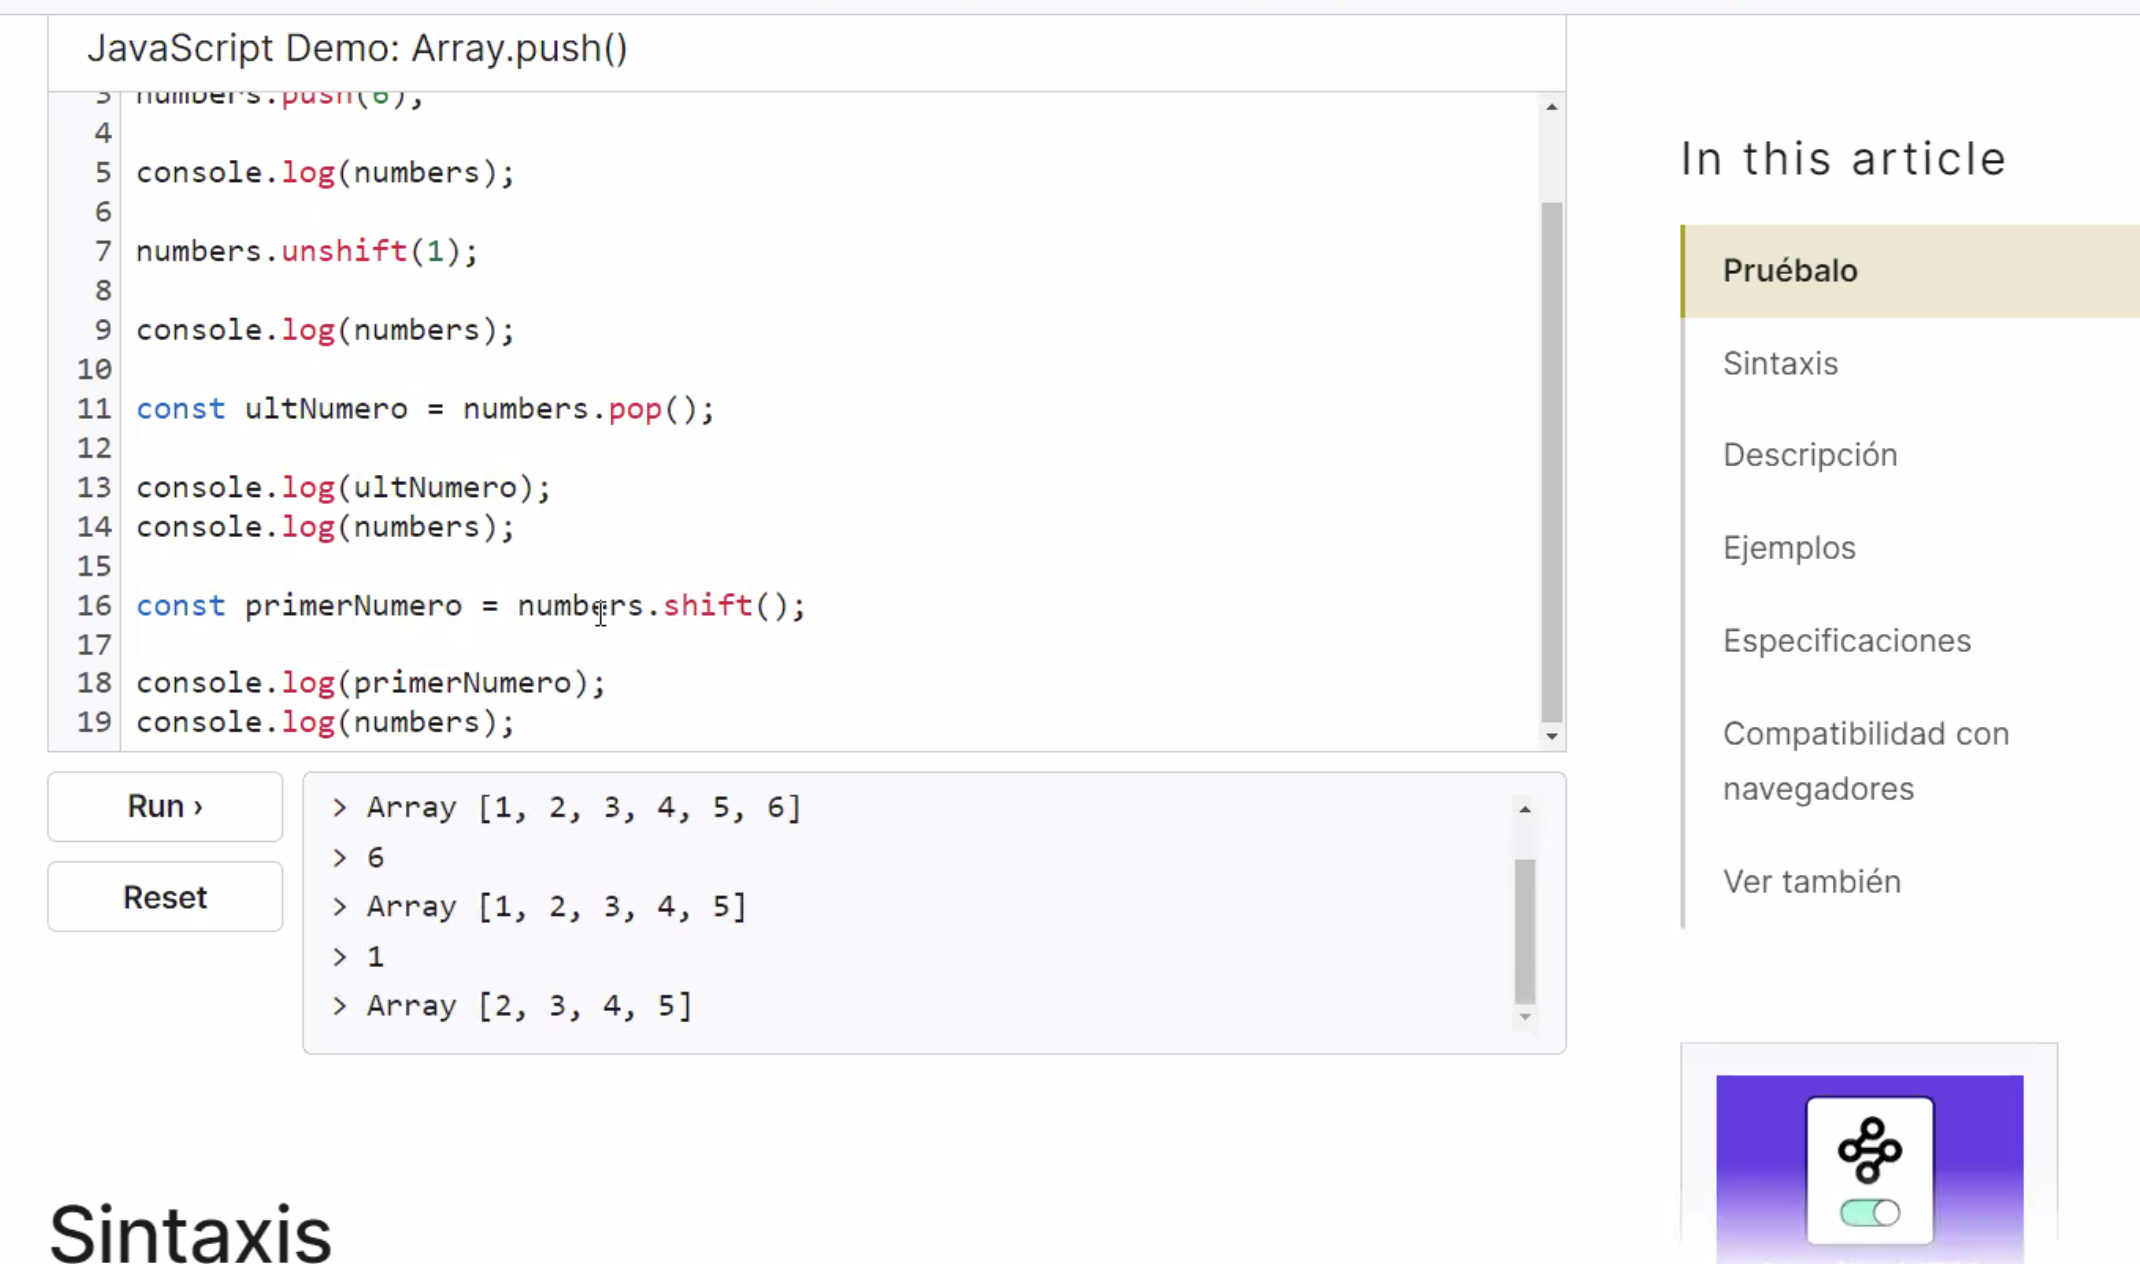 JavaScript Demo: Array.push()
3 numbers.push(6);
4
5 console.log(numbers);
6
7 numbers.unshift(1);
8
9 console.log(numbers);
10
11 const ultNumero = numbers.pop();
12
13 console.log(ultNumero);
14 console.log(numbers);
15
16 const primerNumero = numbers.shift();
17
18 console.log(primerNumero);
19 console.log(numbers);
Run ›
Reset
> Array [1, 2, 3, 4, 5, 6]
> 6
> Array [1, 2, 3, 4, 5]
> 1
> Array [2, 3, 4, 5]
Sintaxis
In this article
Pruébalo
Sintaxis
Descripción
Ejemplos
Especificaciones
Compatibilidad con
navegadores
Ver también